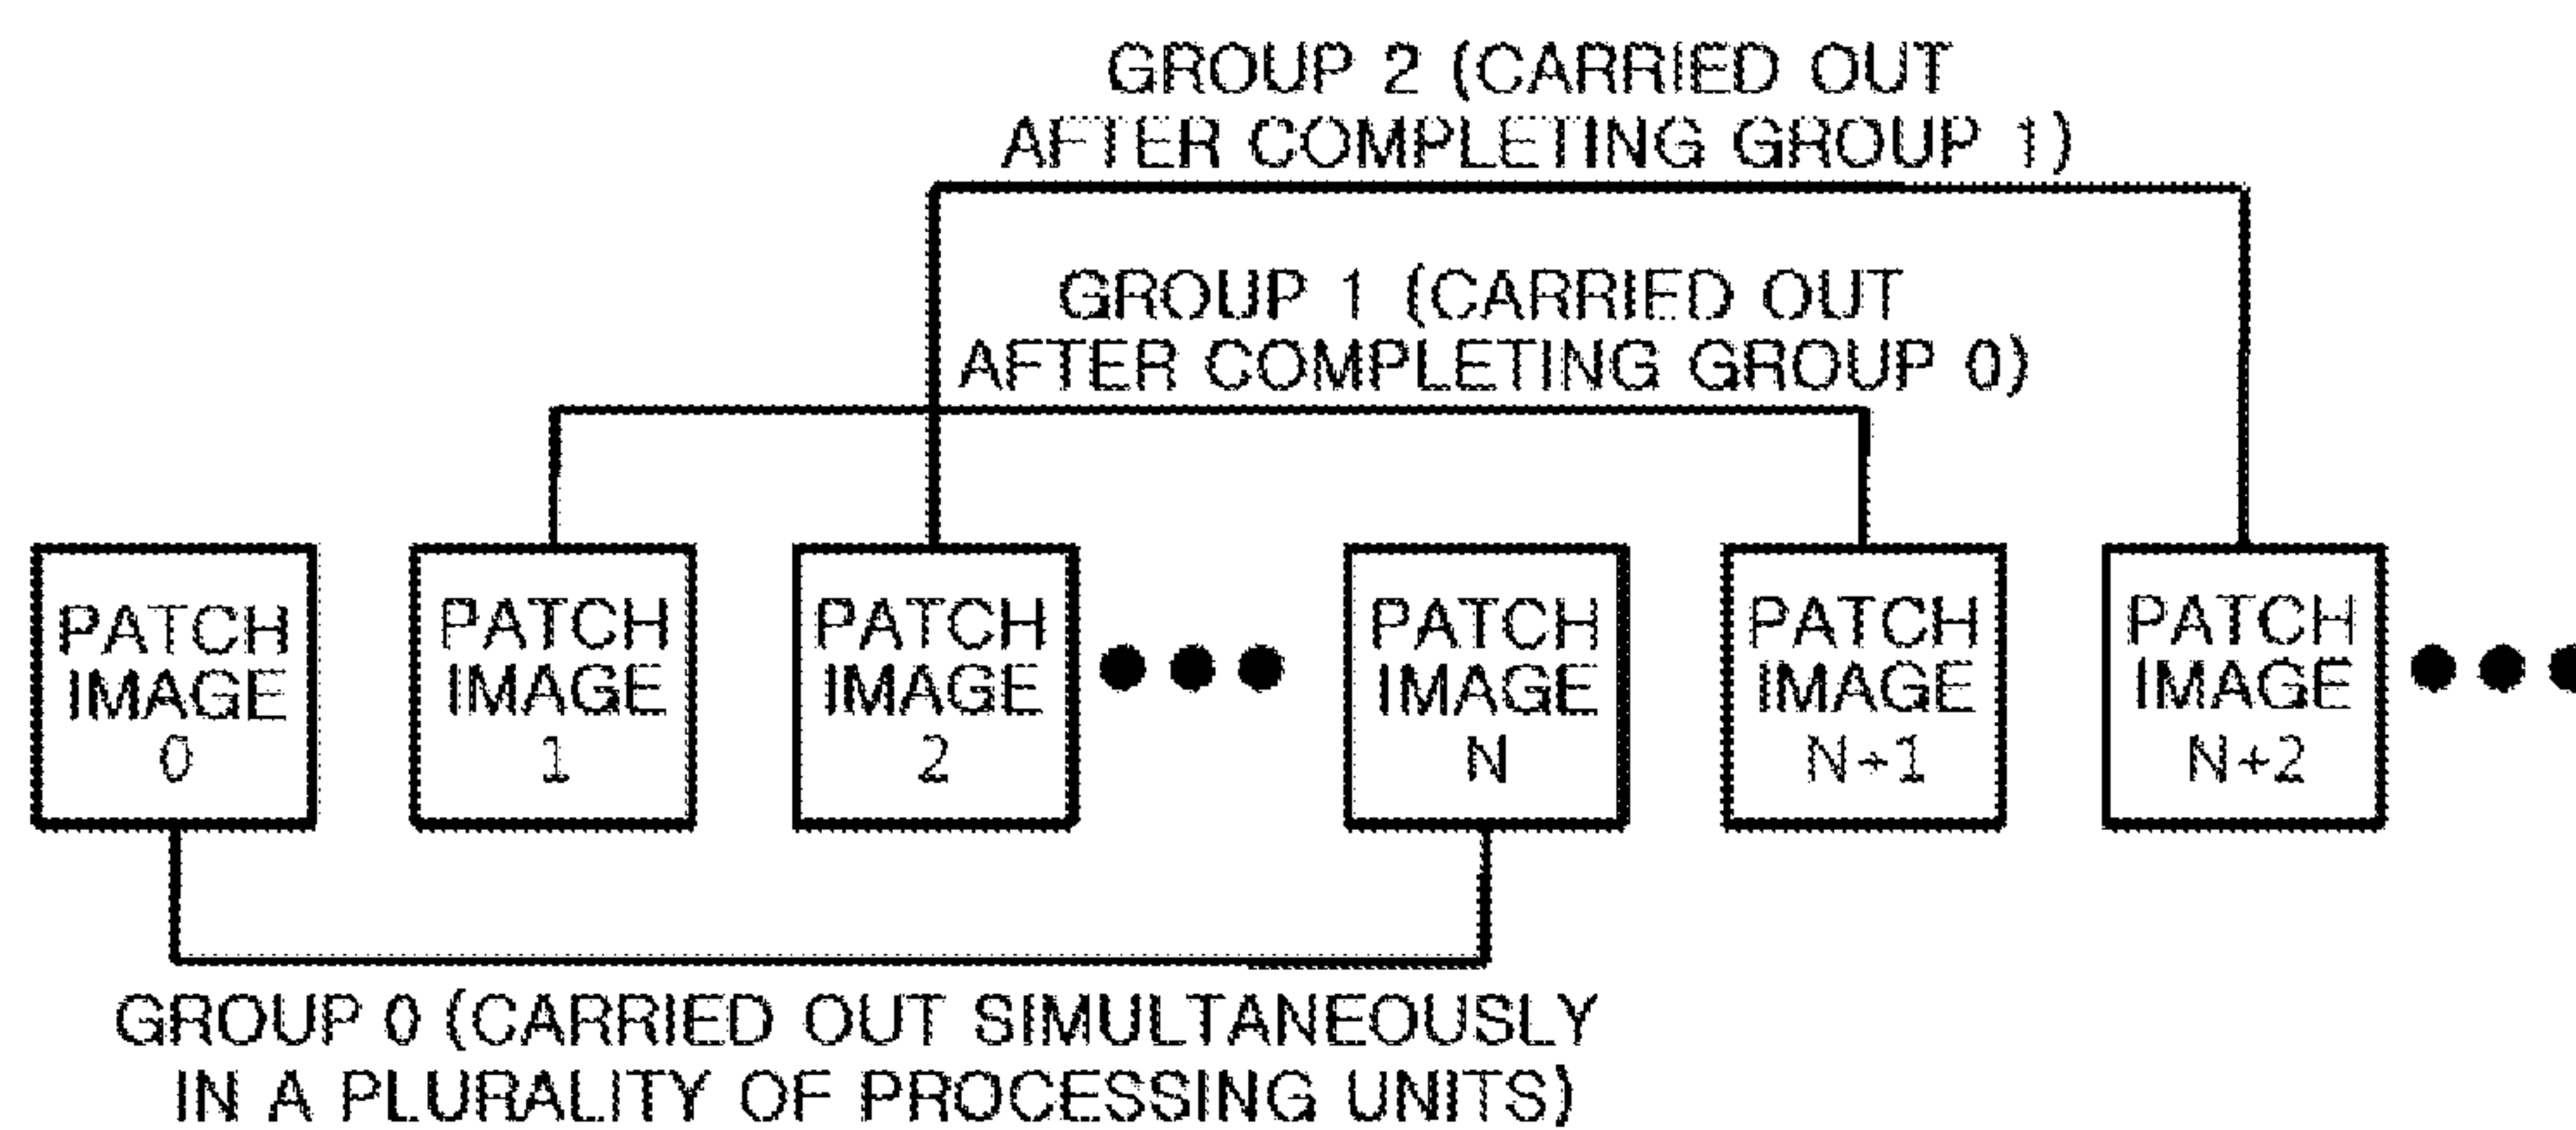 GROUP 2 (CARRIED OUT
AFTER COMPLETING GROUP 1)
GROUP 1 (CARRIED OUT
AFTER COMPLETING GROUP 0)
PATCH
IMAGE
0
PATCH
IMAGE
1
PATCH
IMAGE
2
PATCH
IMAGE
N
PATCH
IMAGE
N+1
PATCH
IMAGE
N+2
GROUP 0 (CARRIED OUT SIMULTANEOUSLY
IN A PLURALITY OF PROCESSING UNITS)